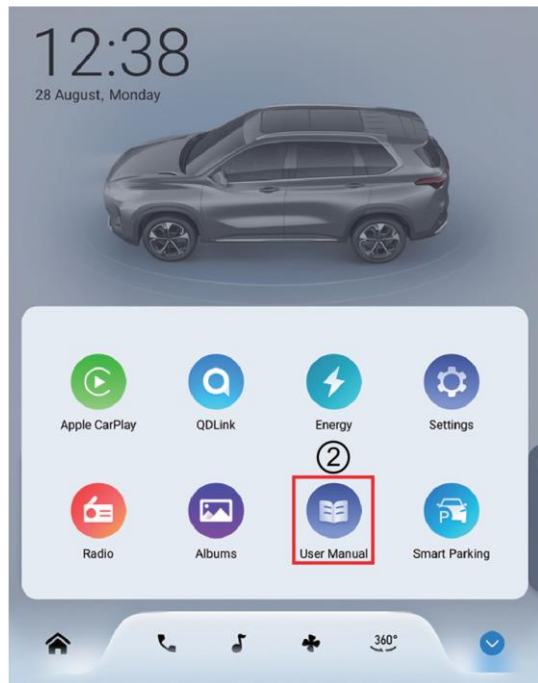 12:38
28 August, Monday
Apple CarPlay
QDLink
Energy
Settings
②
Radio
Albums
User Manual
P
Smart Parking
360°